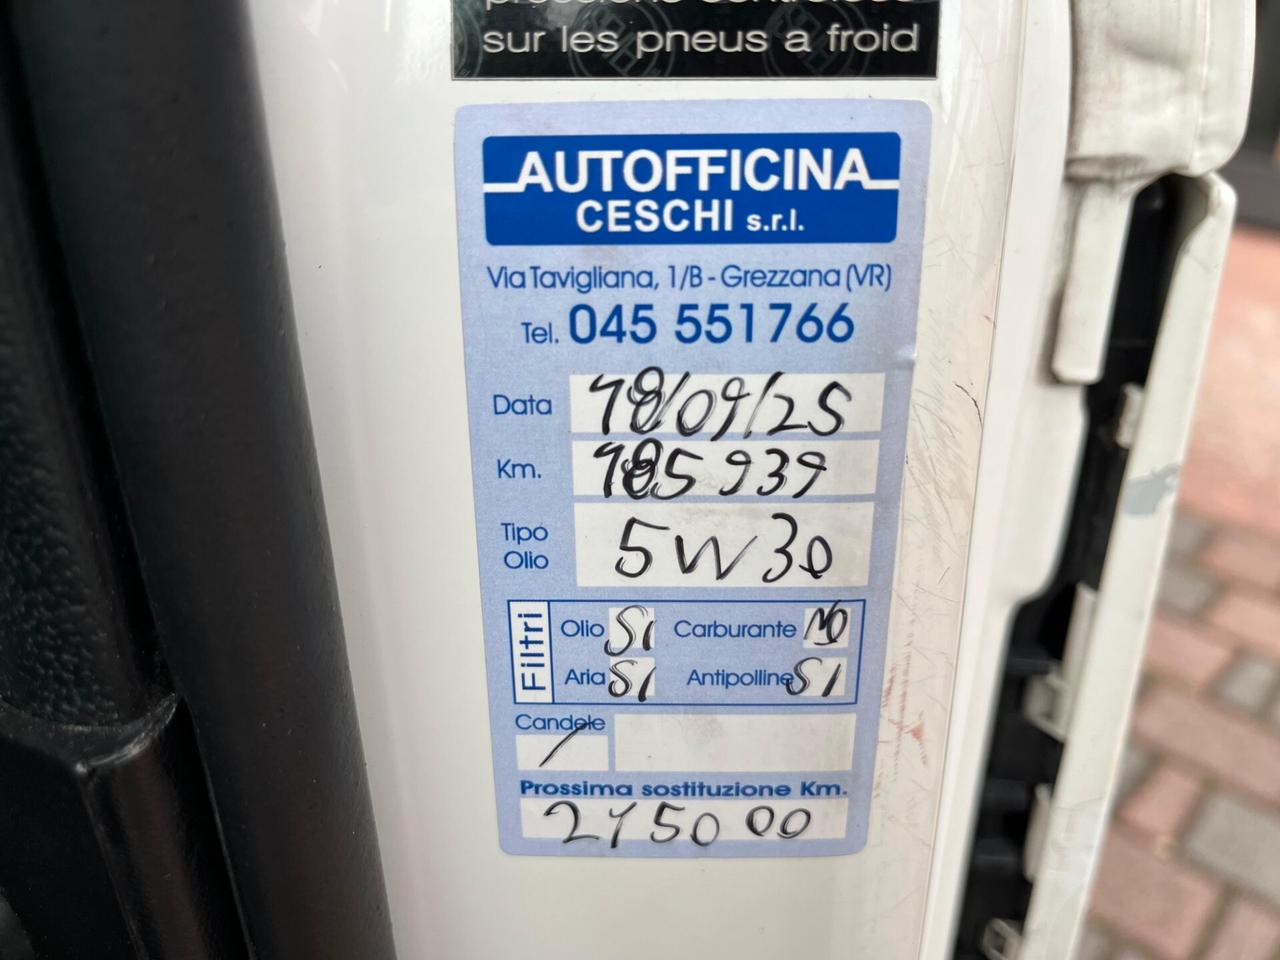 sur les pneus a froid
AUTOFFICINA
CESCHI s.r.l.
Via Tavigliana, 1/B - Grezzana (VR)
Tel. 045 551766
Data 18/09/25
Km. 185939
Tipo Olio 5W30
Filtri
Olio SI Carburante NO
Aria SI Antipolline SI
Candele /
Prossima sostituzione Km.
215000